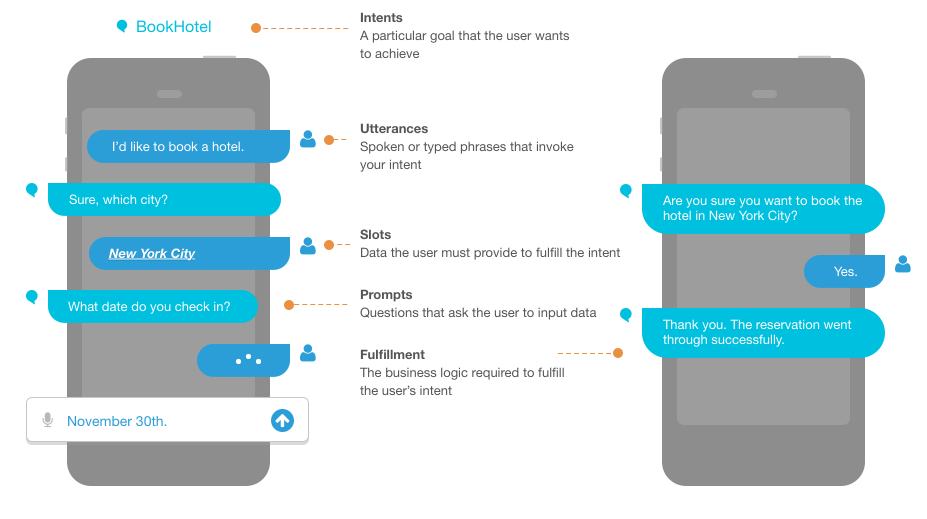 BookHotel
Intents
A particular goal that the user wants
to achieve
Utterances
Spoken or typed phrases that invoke
your intent
I'd like to book a hotel.
Sure, which city?
Slots
Data the user must provide to fulfill the intent
New York City
Prompts
Questions that ask the user to input data
What date do you check in?
Fulfillment
The business logic required to fulfill
the user's intent
November 30th.
Are you sure you want to book the
hotel in New York City?
Yes.
Thank you. The reservation went
through successfully.